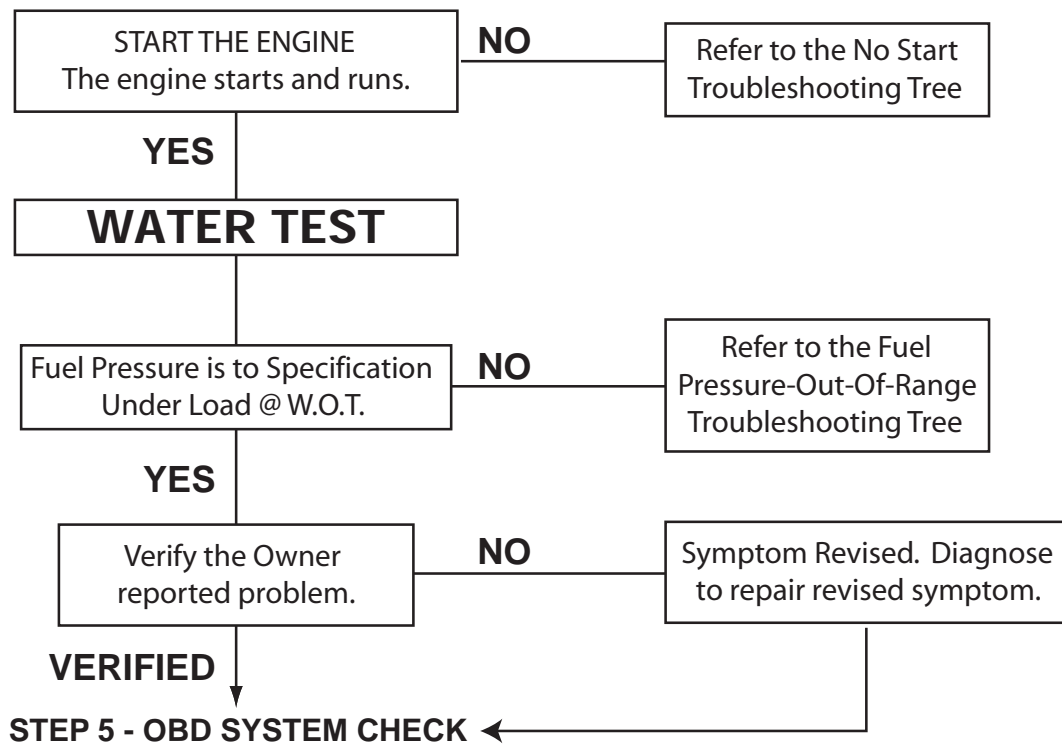 START THE ENGINE
The engine starts and runs.
NO
Refer to the No Start
Troubleshooting Tree
YES
WATER TEST
Fuel Pressure is to Specification
Under Load @ W.O.T.
NO
Refer to the Fuel
Pressure-Out-Of-Range
Troubleshooting Tree
YES
Verify the Owner
reported problem.
NO
Symptom Revised. Diagnose
to repair revised symptom.
VERIFIED
STEP 5 - OBD SYSTEM CHECK